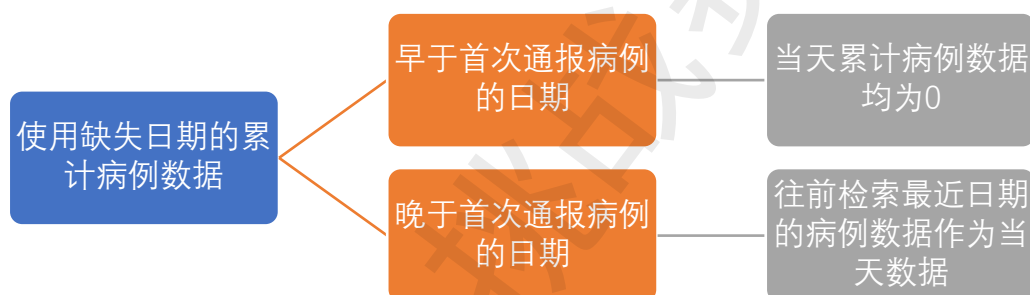 使用缺失日期的累
计病例数据
早于首次通报病例
的日期
当天累计病例数据
均为0
晚于首次通报病例
的日期
往前检索最近日期
的病例数据作为当
天数据